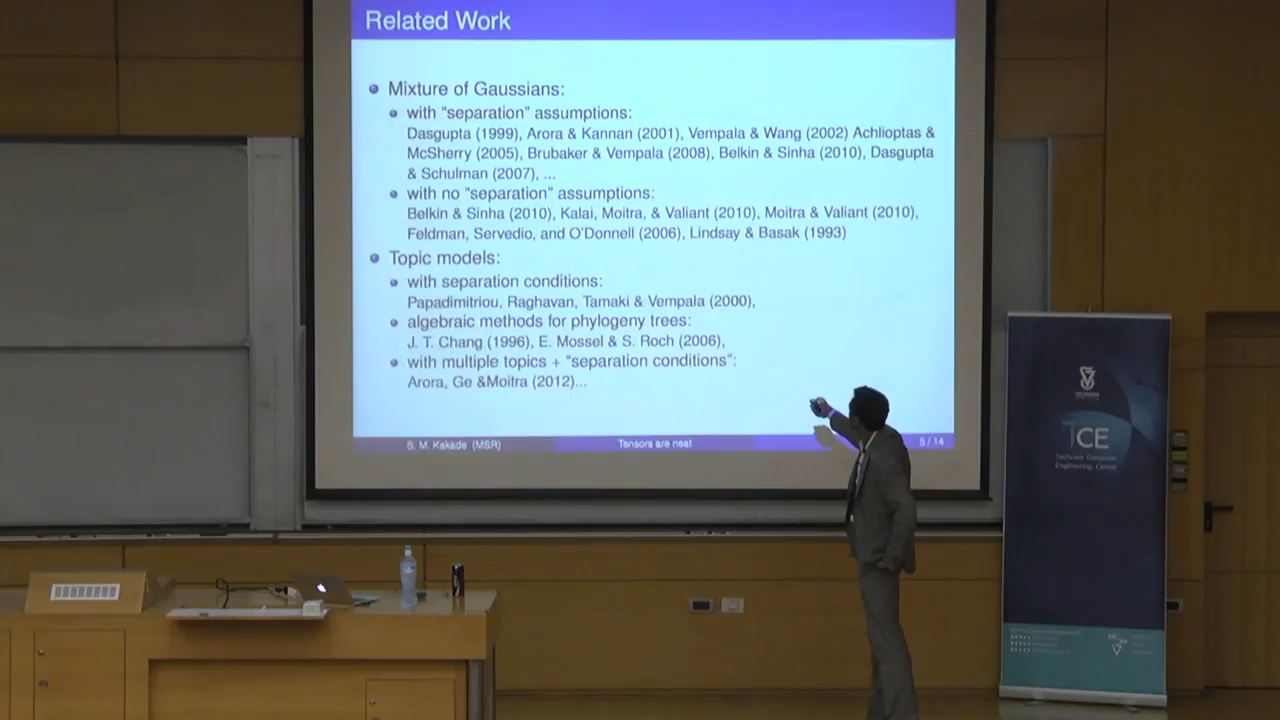 Related Work
Mixture of Gaussians:
with "separation" assumptions:
Dasgupta (1999), Arora & Kannan (2001), Vempala & Wang (2002) Achlioptas &
McSherry (2005), Brubaker & Vempala (2008), Belkin & Sinha (2010), Dasgupta
& Schulman (2007), ...
with no "separation" assumptions:
Belkin & Sinha (2010), Kalai, Moitra, & Valiant (2010), Moitra & Valiant (2010),
Feldman, Servedio, and O'Donnell (2006), Lindsay & Basak (1993)
Topic models:
with separation conditions:
Papadimitriou, Raghavan, Tamaki & Vempala (2000),
algebraic methods for phylogeny trees:
J. T. Chang (1996), E. Mossel & S. Roch (2006),
with multiple topics + "separation conditions":
Arora, Ge &Moitra (2012)...
S. M. Kakade (MSR)
Tensors are neat
5 / 14
TCE
Technion Computer
Engineering Center